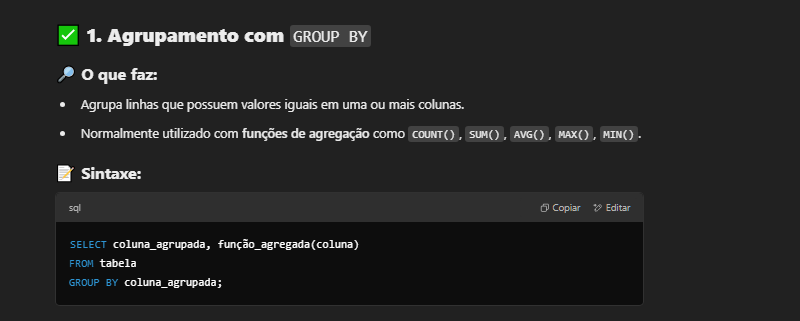 ✅ 1. Agrupamento com GROUP BY
🔎 O que faz:
• Agrupa linhas que possuem valores iguais em uma ou mais colunas.
• Normalmente utilizado com funções de agregação como COUNT(), SUM(), AVG(), MAX(), MIN().
📝 Sintaxe:
sql Copiar Editar
SELECT coluna_agrupada, função_agregada(coluna)
FROM tabela
GROUP BY coluna_agrupada;